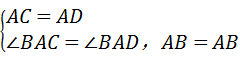 AC = AD
∠BAC = ∠BAD，AB = AB